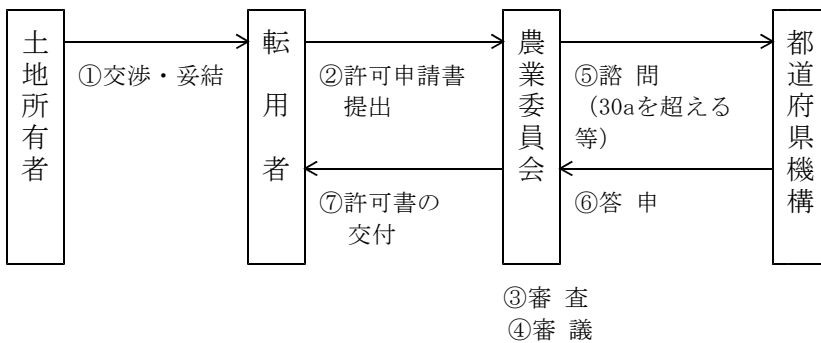 土地所有者
①交渉・妥結
転用者
②許可申請書
提出
農業委員会
⑤諮 問
（30aを超える
等）
都道府県機構
⑦許可書の
交付
⑥答 申
③審 査
④審 議